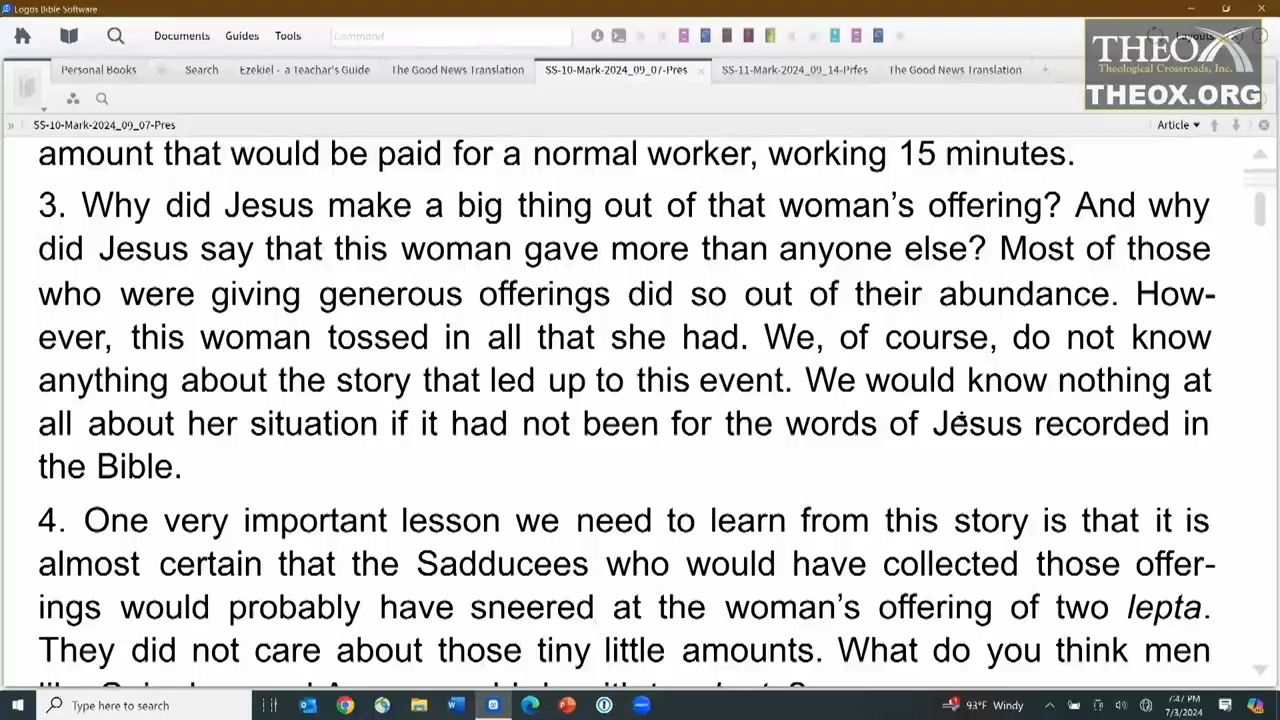 Logos Bible Software
Documents Guides Tools Command Layouts
THEOX
Theological Crossroads, Inc.
THEOX.ORG
Personal Books Search Ezekiel - a Teacher's Guide SS-10-Mark-2024_09_07-Pres SS-11-Mark-2024_09_14-Prfes The Good News Translation
SS-10-Mark-2024_09_07-Pres Article
amount that would be paid for a normal worker, working 15 minutes.
3. Why did Jesus make a big thing out of that woman's offering? And why
did Jesus say that this woman gave more than anyone else? Most of those
who were giving generous offerings did so out of their abundance. How-
ever, this woman tossed in all that she had. We, of course, do not know
anything about the story that led up to this event. We would know nothing at
all about her situation if it had not been for the words of Jesus recorded in
the Bible.
4. One very important lesson we need to learn from this story is that it is
almost certain that the Sadducees who would have collected those offer-
ings would probably have sneered at the woman's offering of two lepta.
They did not care about those tiny little amounts. What do you think men
Type here to search 93°F Windy 7:47 PM
7/3/2024